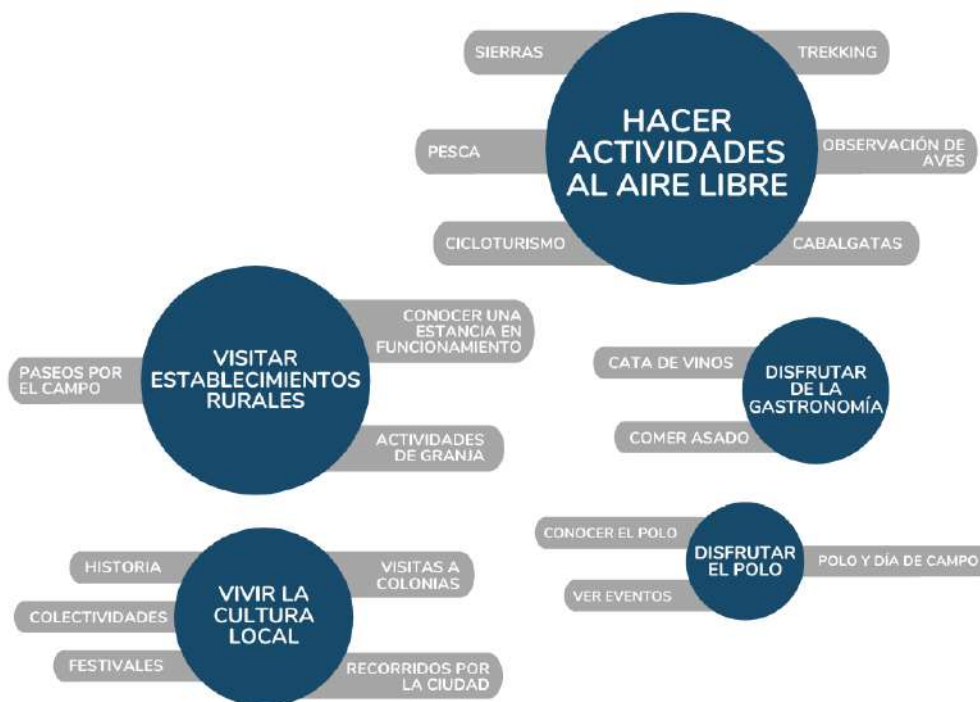 SIERRAS
TREKKING
HACER
ACTIVIDADES
AL AIRE LIBRE
PESCA
OBSERVACIÓN DE
AVES
CICLOTURISMO
CABALGATAS
CONOCER UNA
ESTANCIA EN
FUNCIONAMIENTO
VISITAR
ESTABLECIMIENTOS
RURALES
PASEOS POR
EL CAMPO
ACTIVIDADES
DE GRANJA
CATA DE VINOS
DISFRUTAR
DE LA
GASTRONOMÍA
COMER ASADO
CONOCER EL POLO
DISFRUTAR
EL POLO
POLO Y DÍA DE CAMPO
VER EVENTOS
HISTORIA
VISITAS A
COLONIAS
VIVIR LA
CULTURA
LOCAL
COLECTIVIDADES
FESTIVALES
RECORRIDOS POR
LA CIUDAD